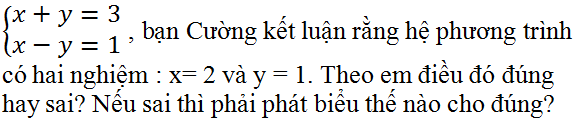 {x + y = 3
{x − y = 1 , bạn Cường kết luận rằng hệ phương trình
có hai nghiệm : x= 2 và y = 1. Theo em điều đó đúng
hay sai? Nếu sai thì phải phát biểu thế nào cho đúng?